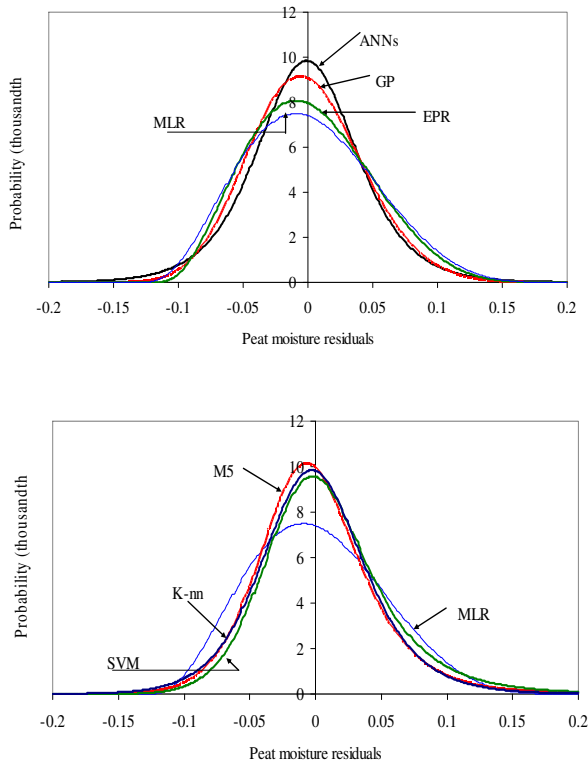 12
10
8
6
4
2
0
Probability (thousandth
ANNs
GP
EPR
MLR
-0.2 -0.15 -0.1 -0.05 0 0.05 0.1 0.15 0.2
Peat moisture residuals
12
10
8
6
4
2
0
Probability (thousandth
M5
K-nn
SVM
MLR
-0.2 -0.15 -0.1 -0.05 0 0.05 0.1 0.15 0.2
Peat moisture residuals